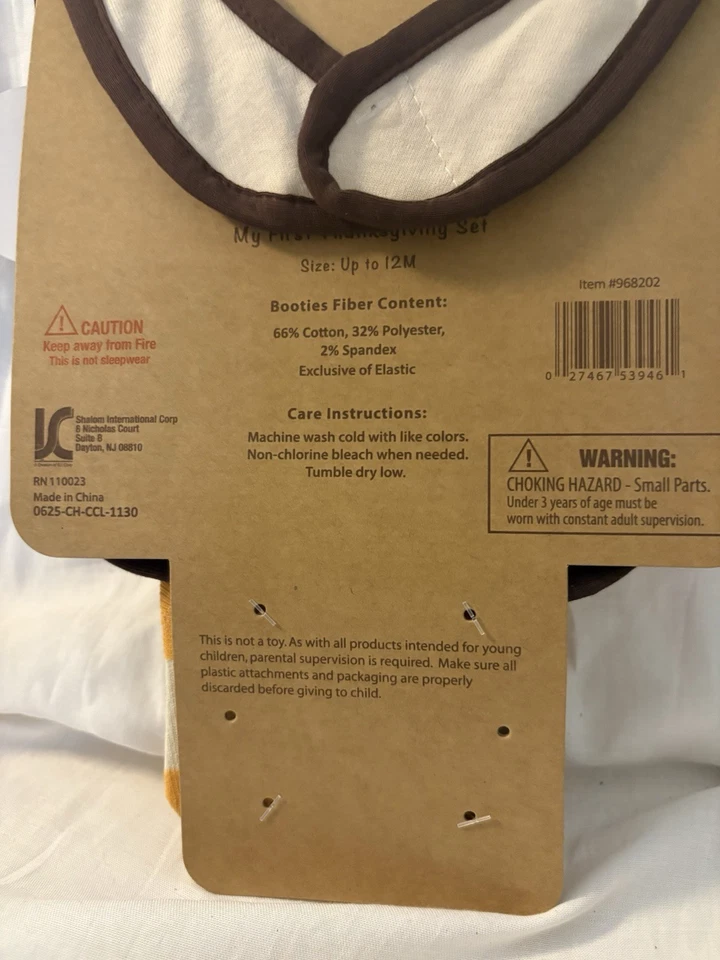 My First Thanksgiving Set
Size: Up to 12M
Item #968202
Booties Fiber Content:
66% Cotton, 32% Polyester,
2% Spandex
Exclusive of Elastic
CAUTION
Keep away from Fire
This is not sleepwear
0 27467 53946 1
Care Instructions:
Machine wash cold with like colors.
Non-chlorine bleach when needed.
Tumble dry low.
Shalom International Corp
8 Nicholas Court
Suite B
Dayton, NJ 08810
RN 110023
Made in China
0625-CH-CCL-1130
WARNING:
CHOKING HAZARD - Small Parts.
Under 3 years of age must be
worn with constant adult supervision.
This is not a toy. As with all products intended for young
children, parental supervision is required. Make sure all
plastic attachments and packaging are properly
discarded before giving to child.